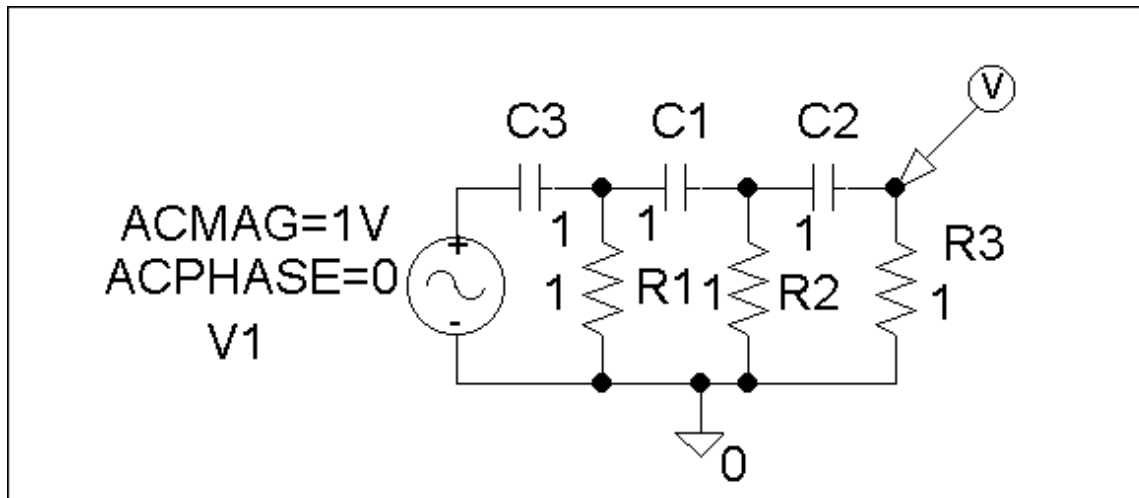 V
C3 C1 C2
ACMAG=1V
ACPHASE=0
V1
+
-
1 1 1
1 R1 1 R2 R3
1
0